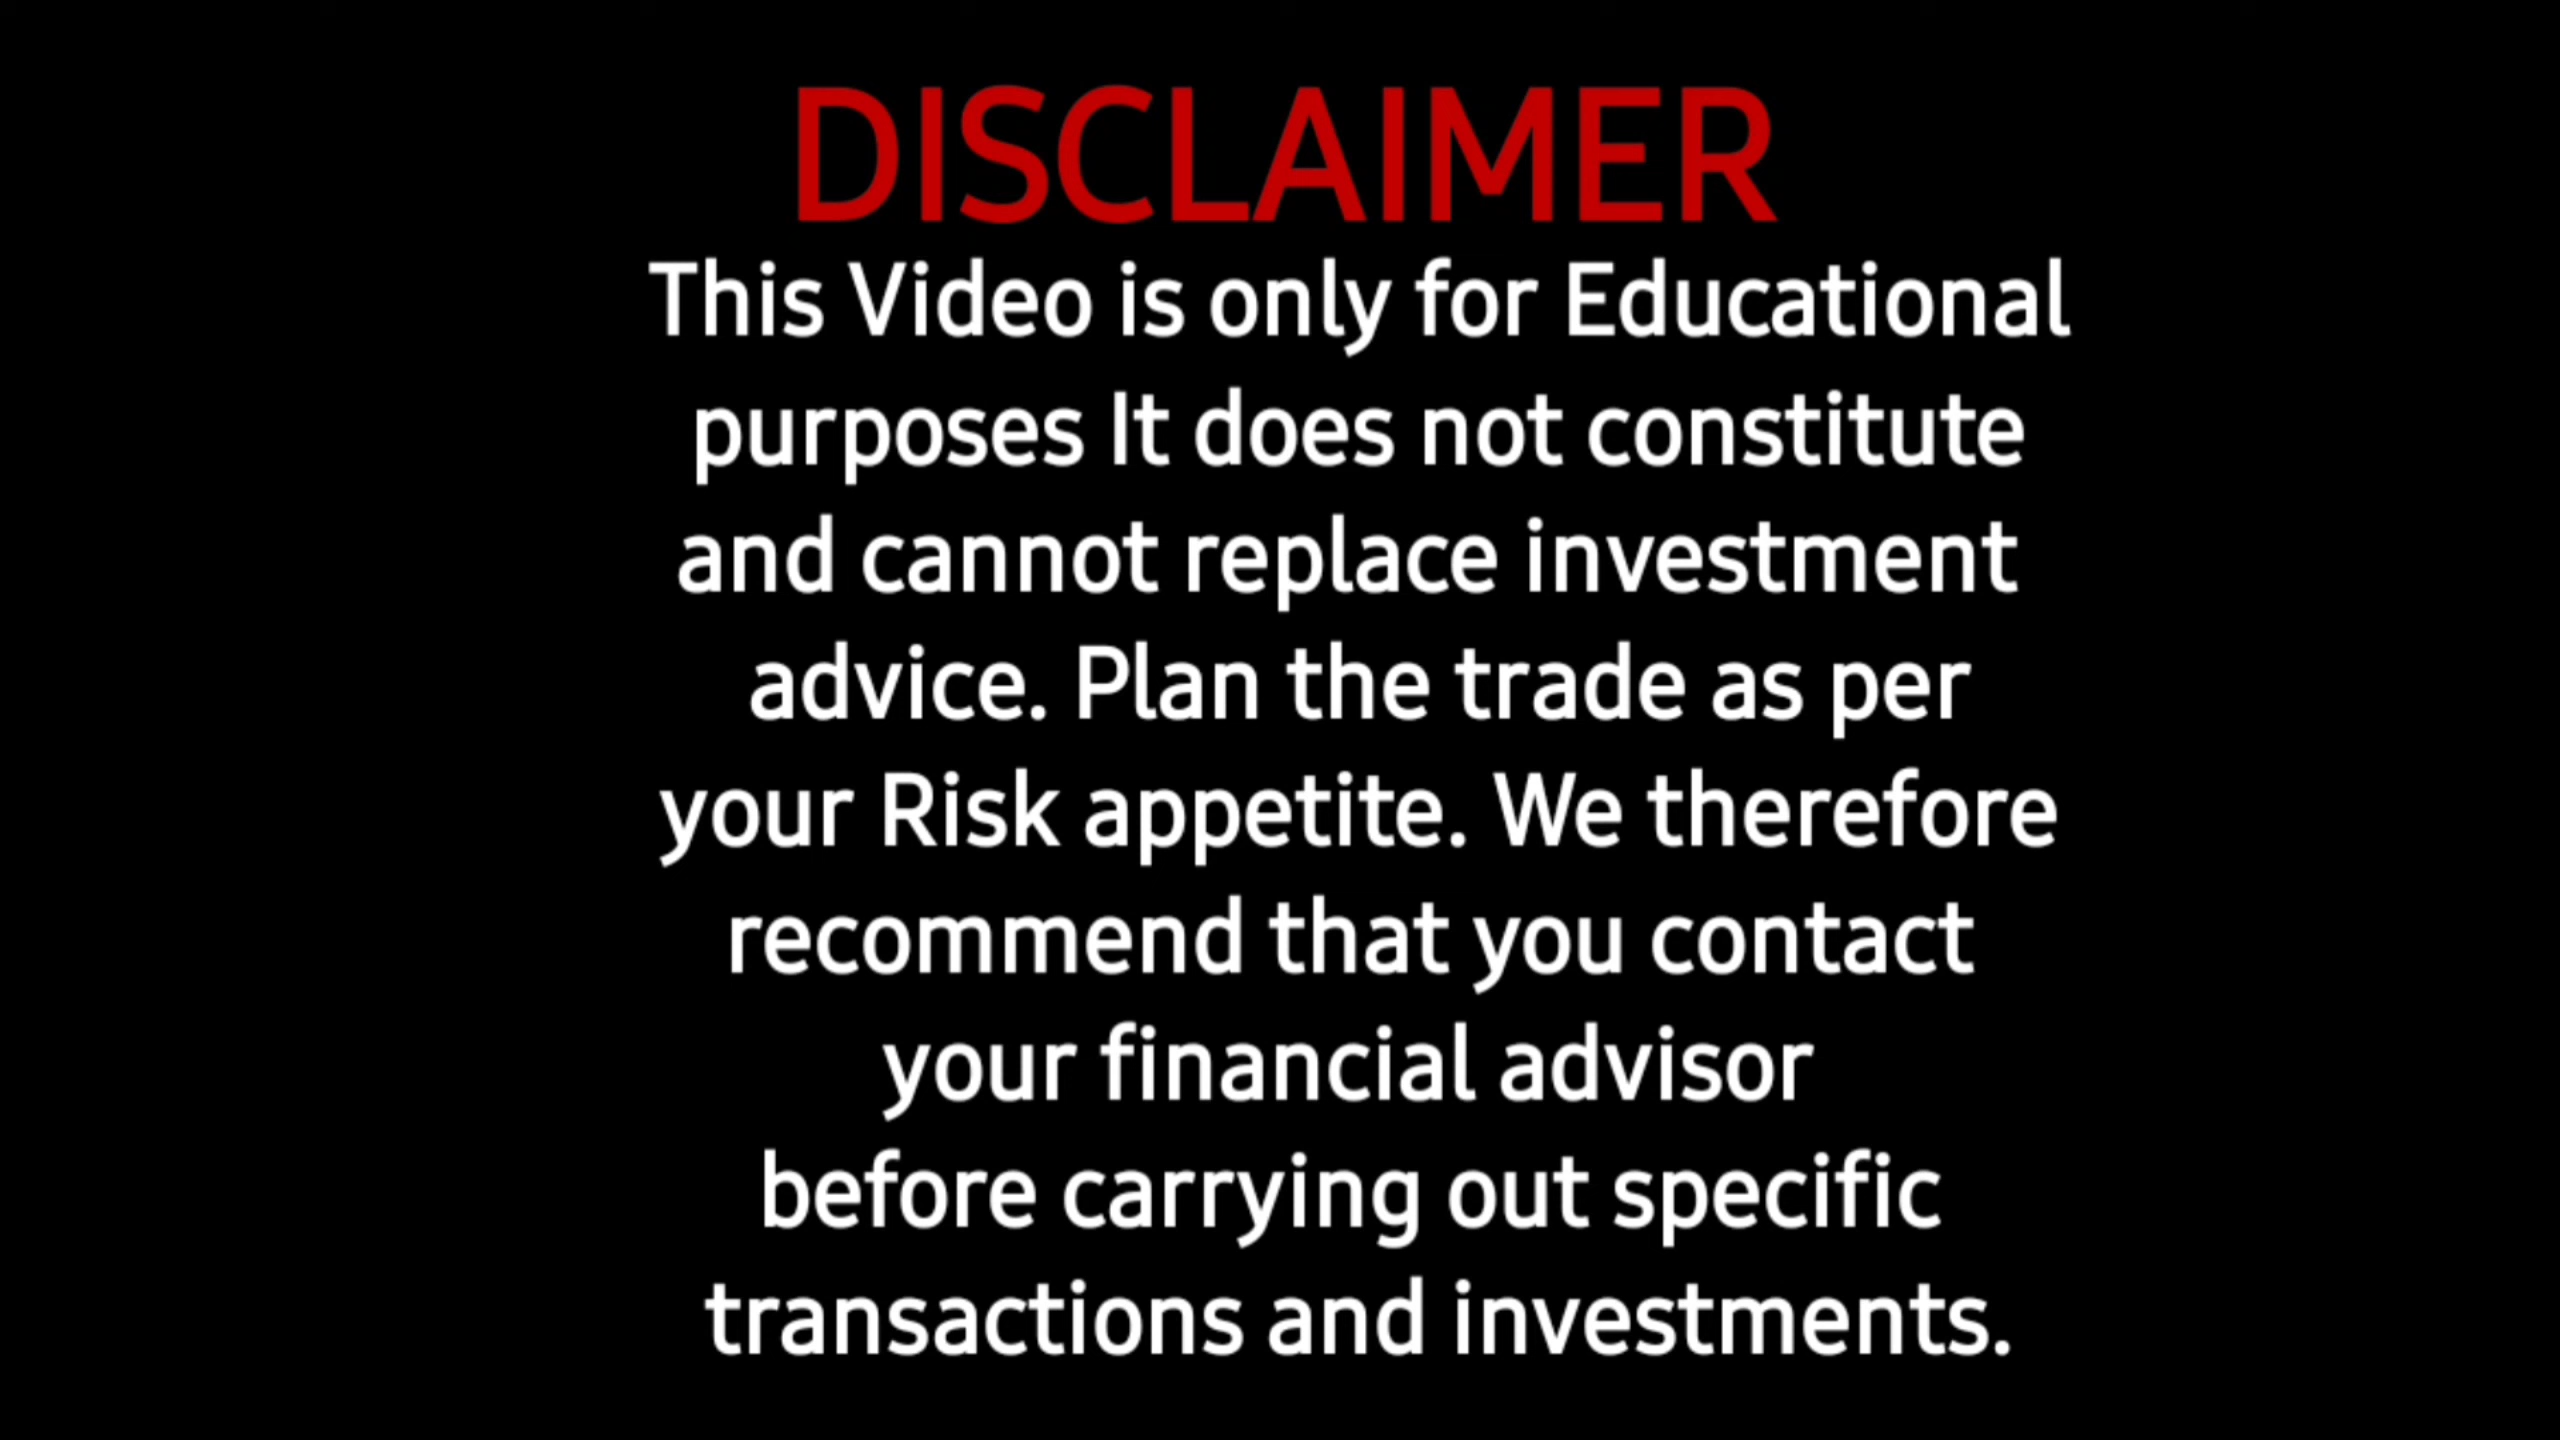 DISCLAIMER
This Video is only for Educational
purposes It does not constitute
and cannot replace investment
advice. Plan the trade as per
your Risk appetite. We therefore
recommend that you contact
your financial advisor
before carrying out specific
transactions and investments.